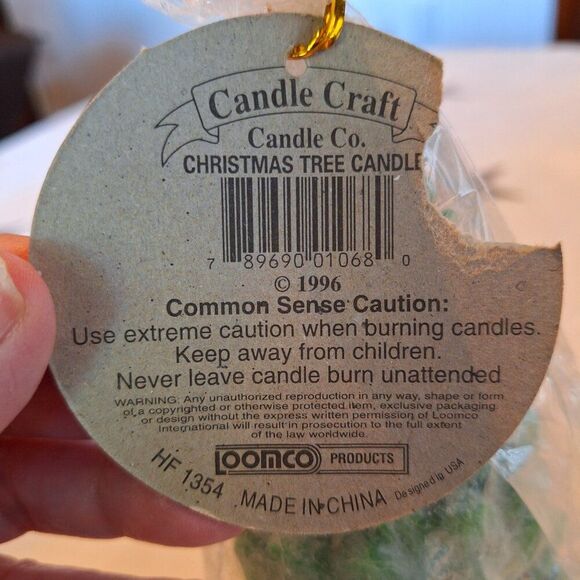 Candle Craft
Candle Co.
CHRISTMAS TREE CANDLE
7 89690 01068 0
© 1996
Common Sense Caution:
Use extreme caution when burning candles.
Keep away from children.
Never leave candle burn unattended
WARNING: Any unauthorized reproduction in any way, shape or form
of a copyrighted or otherwise protected item, exclusive packaging
or design without the express written permission of Loomco
International will result in prosecution to the full extent
of the law worldwide.
LOOMCO PRODUCTS
HF 1354 MADE IN CHINA Designed in USA